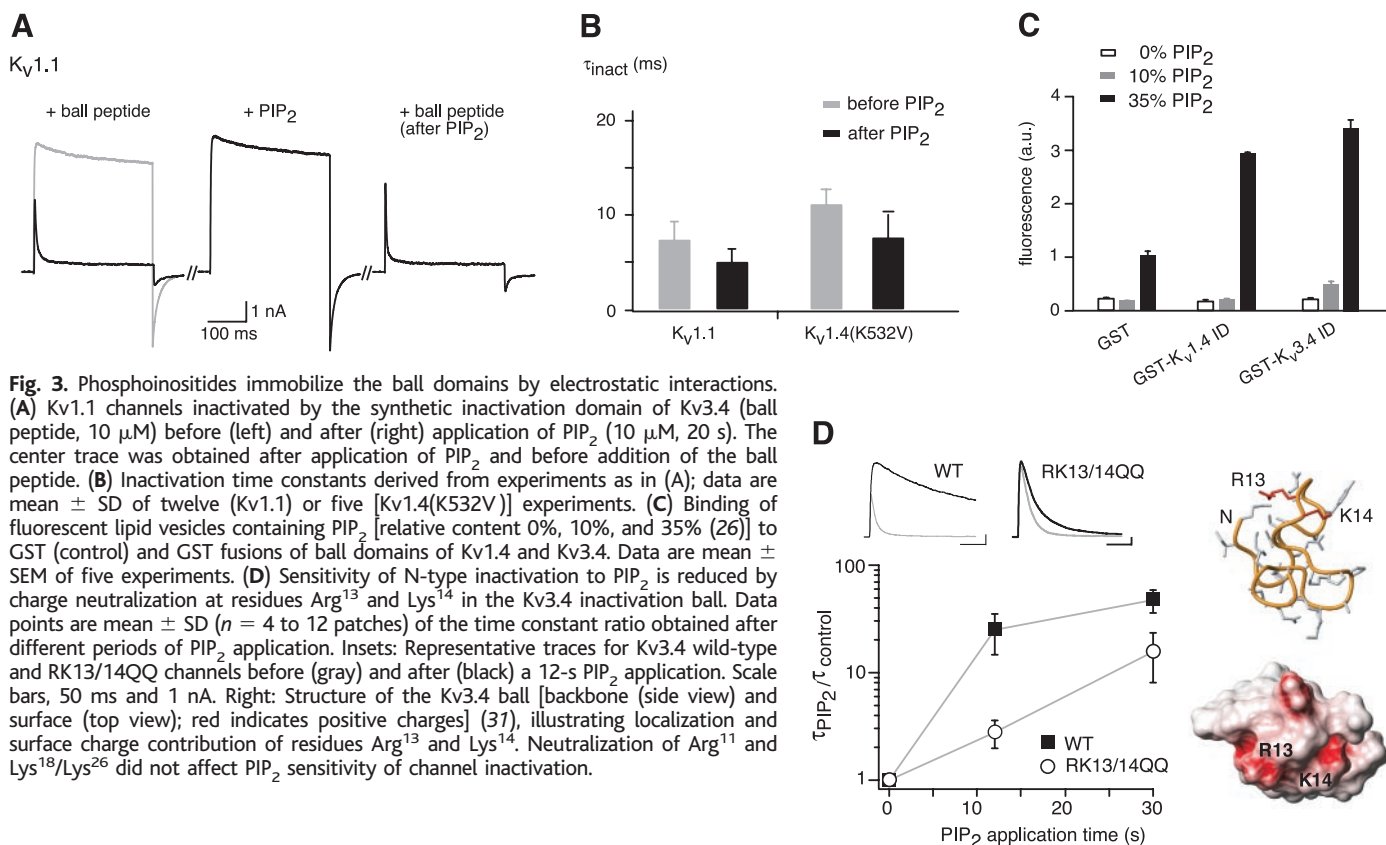 A
Kv1.1
+ ball peptide
+ PIP2
+ ball peptide
(after PIP2)
//
//
1 nA
100 ms
B
τinact (ms)
before PIP2
after PIP2
20
10
0
Kv1.1
Kv1.4(K532V)
C
0% PIP2
10% PIP2
35% PIP2
fluorescence (a.u.)
4
3
2
1
0
GST
GST-Kv1.4 ID
GST-Kv3.4 ID
Fig. 3. Phosphoinositides immobilize the ball domains by electrostatic interactions.
(A) Kv1.1 channels inactivated by the synthetic inactivation domain of Kv3.4 (ball
peptide, 10 μM) before (left) and after (right) application of PIP2 (10 μM, 20 s). The
center trace was obtained after application of PIP2 and before addition of the ball
peptide. (B) Inactivation time constants derived from experiments as in (A); data are
mean ± SD of twelve (Kv1.1) or five [Kv1.4(K532V)] experiments. (C) Binding of
fluorescent lipid vesicles containing PIP2 [relative content 0%, 10%, and 35% (26)] to
GST (control) and GST fusions of ball domains of Kv1.4 and Kv3.4. Data are mean ±
SEM of five experiments. (D) Sensitivity of N-type inactivation to PIP2 is reduced by
charge neutralization at residues Arg13 and Lys14 in the Kv3.4 inactivation ball. Data
points are mean ± SD (n = 4 to 12 patches) of the time constant ratio obtained after
different periods of PIP2 application. Insets: Representative traces for Kv3.4 wild-type
and RK13/14QQ channels before (gray) and after (black) a 12-s PIP2 application. Scale
bars, 50 ms and 1 nA. Right: Structure of the Kv3.4 ball [backbone (side view) and
surface (top view); red indicates positive charges] (31), illustrating localization and
surface charge contribution of residues Arg13 and Lys14. Neutralization of Arg11 and
Lys18/Lys26 did not affect PIP2 sensitivity of channel inactivation.
D
WT
RK13/14QQ
τPIP2/τ control
100
10
1
WT
RK13/14QQ
0
10
20
30
PIP2 application time (s)
R13
N
K14
R13
K14